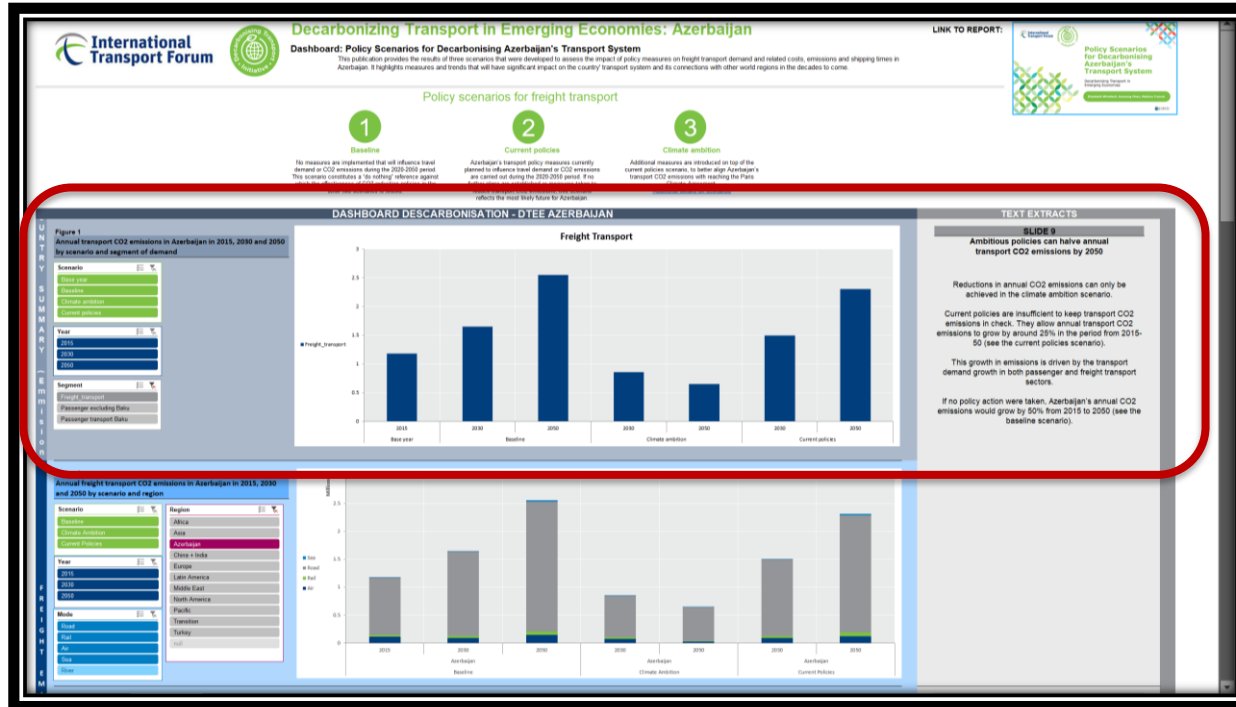 International
Transport Forum
Decarbonizing Transport in Emerging Economies: Azerbaijan
Dashboard: Policy Scenarios for Decarbonising Azerbaijan's Transport System
This publication provides the results of three scenarios that were developed to assess the impact of policy measures on freight transport demand and related costs, emissions and shipping times in
Azerbaijan. It highlights measures and trends that will have significant impact on the country' transport system and its connections with other world regions in the decades to come.
LINK TO REPORT:
Policy Scenarios
for Decarbonising
Azerbaijan's
Transport System
Policy scenarios for freight transport
1
2
3
Baseline
Current policies
Climate ambition
No measures are implemented that will influence travel
demand or CO2 emissions during the 2020-2050 period.
This scenario constitutes a "do nothing" reference against
Azerbaijan's transport policy measures currently
planned to influence travel demand or CO2 emissions
are carried out during the 2020-2050 period. If no
reflects the most likely future for Azerbaijan.
Additional measures are introduced on top of the
current policies scenario, to better align Azerbaijan's
transport CO2 emissions with reaching the Paris
DASHBOARD DESCARBONISATION - DTEE AZERBAIJAN
TEXT EXTRACTS
Figure 1
Annual transport CO2 emissions in Azerbaijan in 2015, 2030 and 2050
by scenario and segment of demand
Scenario
Base year
Baseline
Climate ambition
Current policies
Year
2015
2030
2050
Segment
Freight_transport
Passenger excluding Baku
Passenger transport Baku
Freight Transport
3
2.5
2
1.5
1
0.5
0
Freight_transport
2015 2030 2050 2030 2050 2030 2050
Base year Baseline Climate ambition Current policies
SLIDE 9
Ambitious policies can halve annual
transport CO2 emissions by 2050
Reductions in annual CO2 emissions can only be
achieved in the climate ambition scenario.
Current policies are insufficient to keep transport CO2
emissions in check. They allow annual transport CO2
emissions to grow by around 25% in the period from 2015-
50 (see the current policies scenario).
This growth in emissions is driven by the transport
demand growth in both passenger and freight transport
sectors.
If no policy action were taken, Azerbaijan's annual CO2
emissions would grow by 50% from 2015 to 2050 (see the
baseline scenario).
Annual freight transport CO2 emissions in Azerbaijan in 2015, 2030
and 2050 by scenario and region
Scenario
Baseline
Climate Ambition
Current Policies
Year
2015
2030
2050
Mode
Road
Rail
Air
Sea
River
Region
Africa
Asia
Azerbaijan
China + India
Europe
Latin America
Middle East
North America
Pacific
Transition
Turkey
null
2.5
2
1.5
1
0.5
0
Sea
Road
Rail
Air
2015 2030 2050 2030 2050 2030 2050
Azerbaijan Azerbaijan Azerbaijan
Baseline Climate Ambition Current Policies